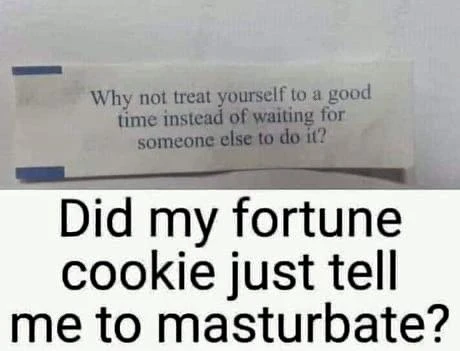 Why not treat yourself to a good
time instead of waiting for
someone else to do it?
Did my fortune
cookie just tell
me to masturbate?